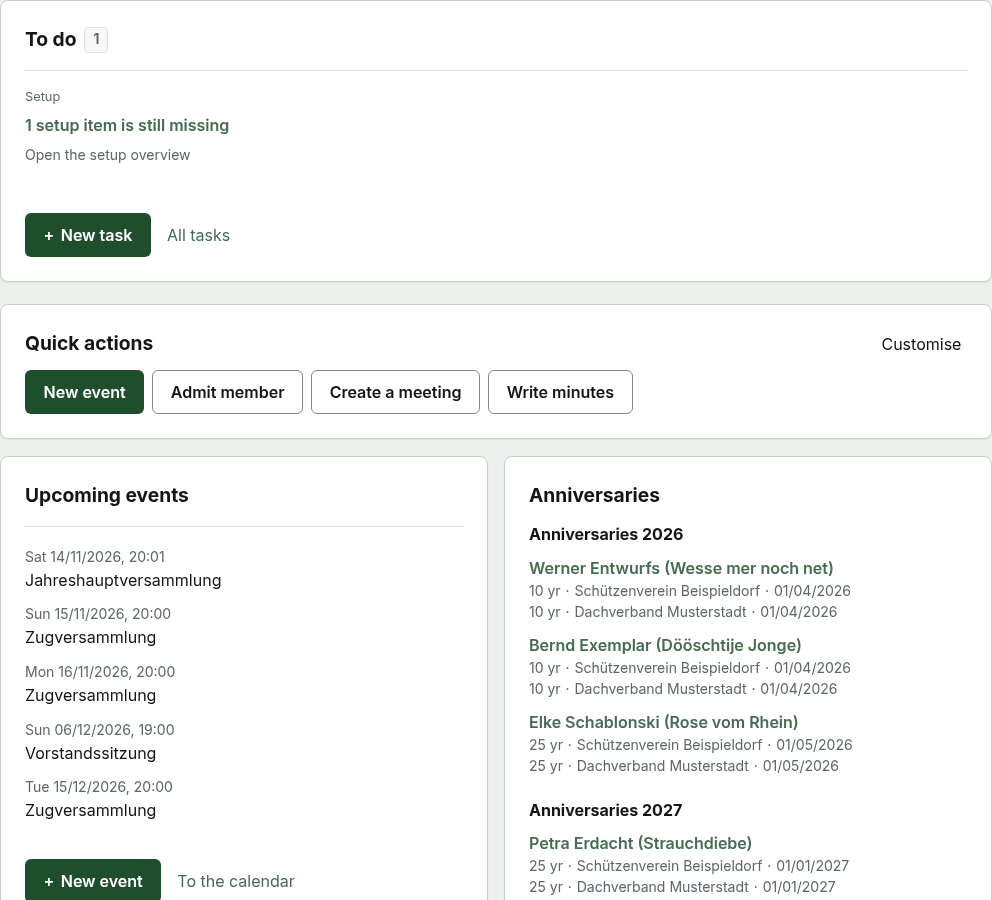 To do 1
Setup
1 setup item is still missing
Open the setup overview
+ New task
All tasks
Quick actions
Customise
New event
Admit member
Create a meeting
Write minutes
Upcoming events
Sat 14/11/2026, 20:01
Jahreshauptversammlung
Sun 15/11/2026, 20:00
Zugversammlung
Mon 16/11/2026, 20:00
Zugversammlung
Sun 06/12/2026, 19:00
Vorstandssitzung
Tue 15/12/2026, 20:00
Zugversammlung
+ New event
To the calendar
Anniversaries
Anniversaries 2026
Werner Entwurfs (Wesse mer noch net)
10 yr · Schützenverein Beispieldorf · 01/04/2026
10 yr · Dachverband Musterstadt · 01/04/2026
Bernd Exemplar (Dööschtije Jonge)
10 yr · Schützenverein Beispieldorf · 01/04/2026
10 yr · Dachverband Musterstadt · 01/04/2026
Elke Schablonski (Rose vom Rhein)
25 yr · Schützenverein Beispieldorf · 01/05/2026
25 yr · Dachverband Musterstadt · 01/05/2026
Anniversaries 2027
Petra Erdacht (Strauchdiebe)
25 yr · Schützenverein Beispieldorf · 01/01/2027
25 yr · Dachverband Musterstadt · 01/01/2027